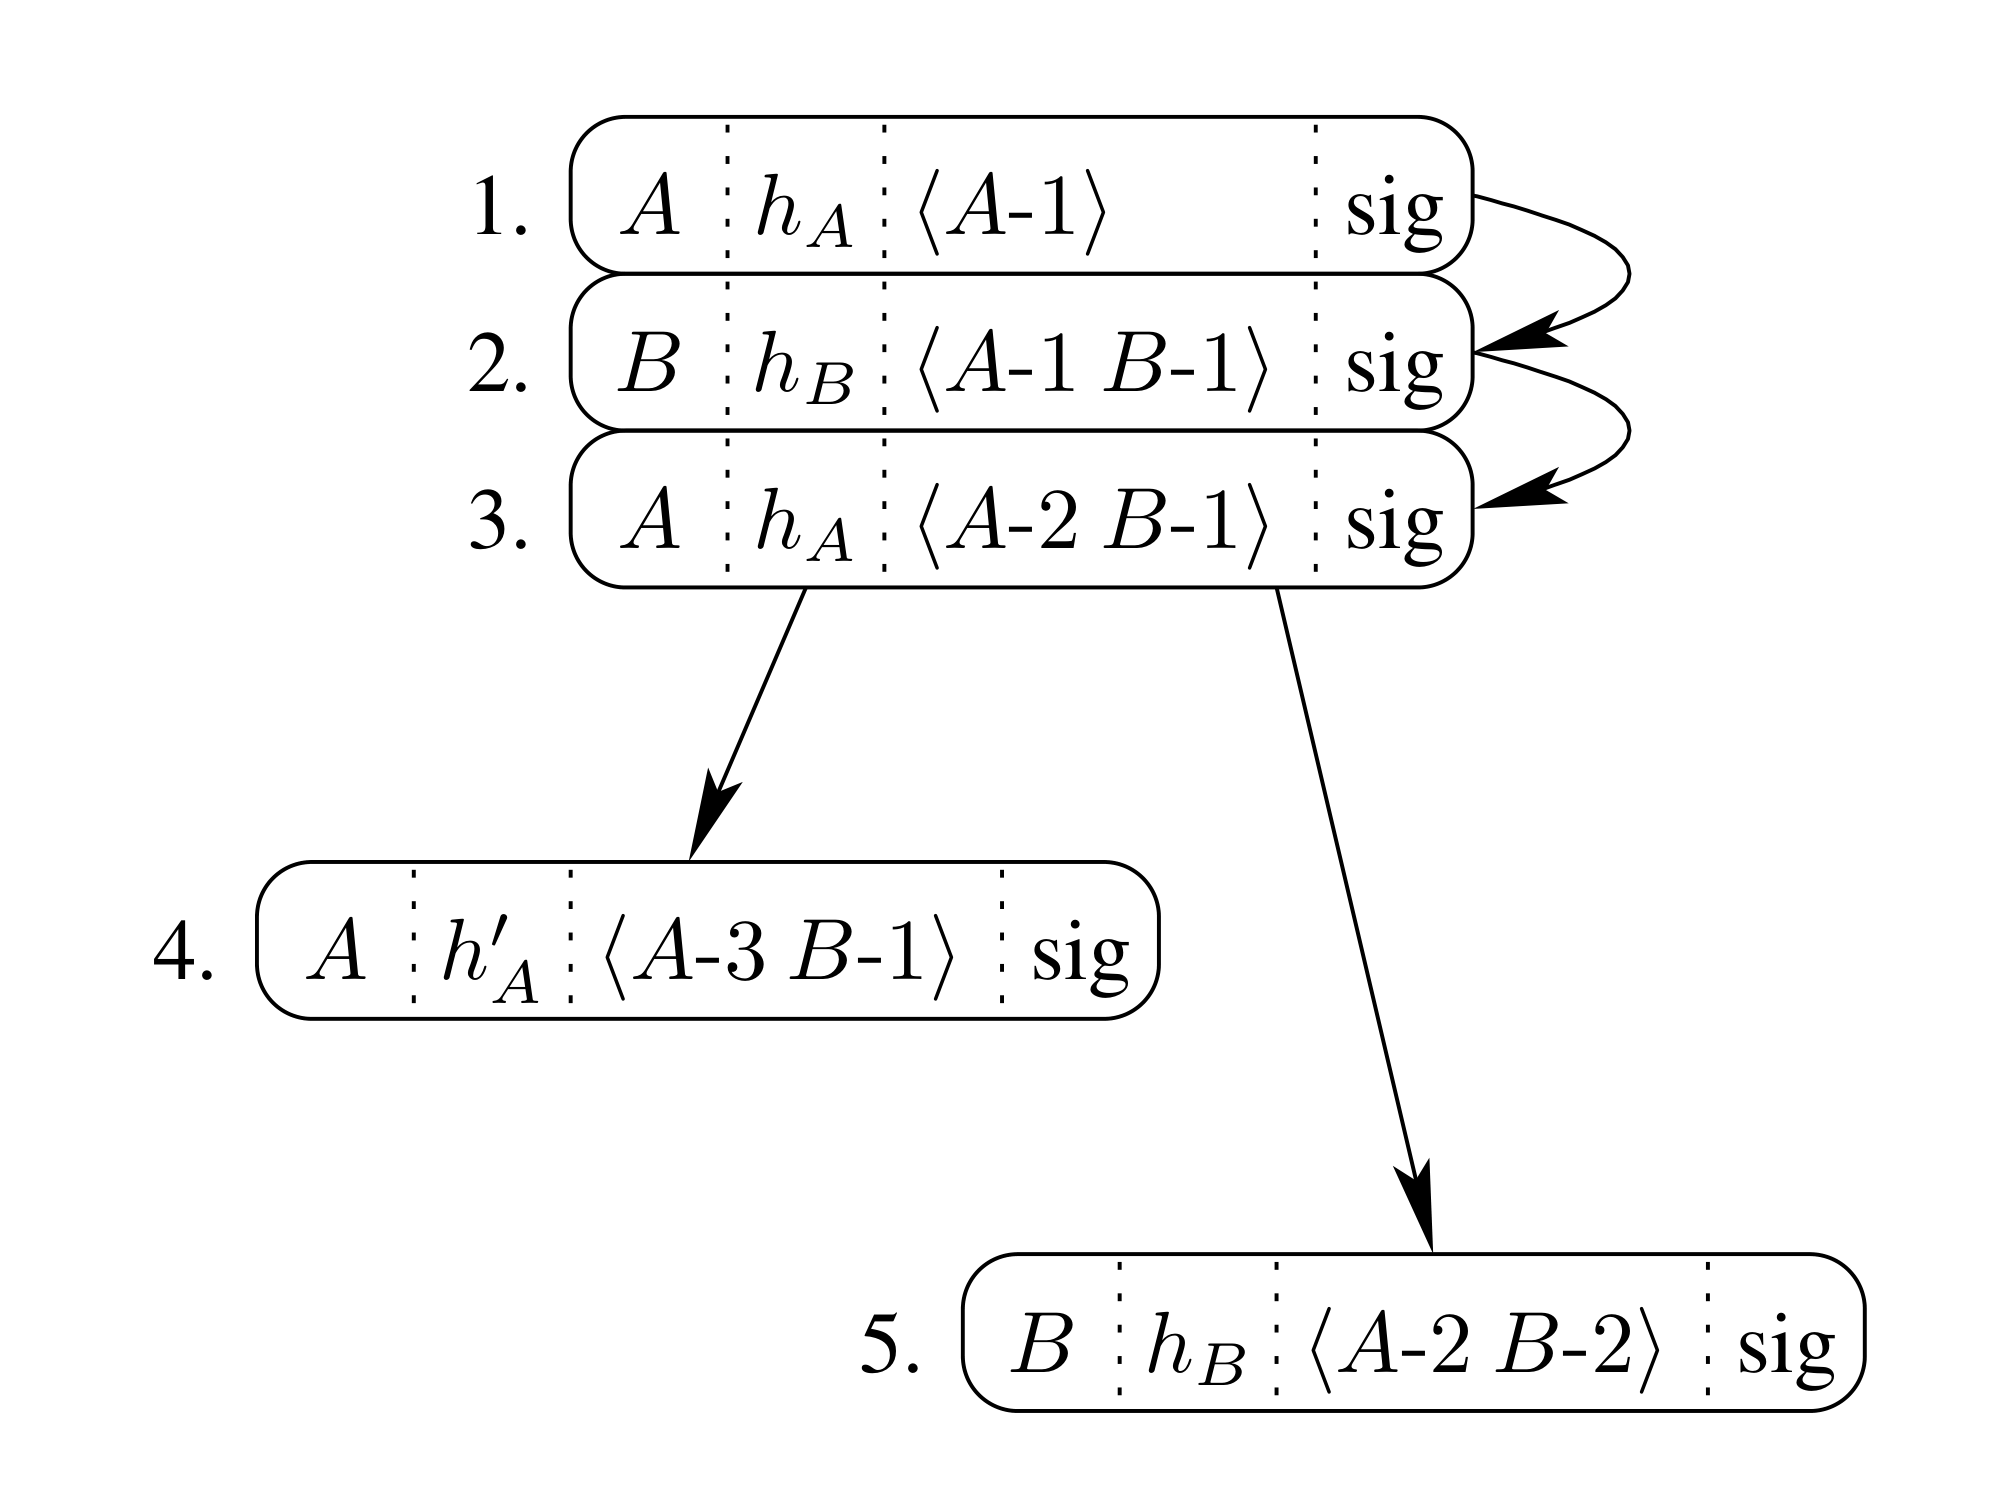 1. A h_A ⟨A-1⟩ sig
2. B h_B ⟨A-1 B-1⟩ sig
3. A h_A ⟨A-2 B-1⟩ sig
4. A h'_A ⟨A-3 B-1⟩ sig
5. B h_B ⟨A-2 B-2⟩ sig